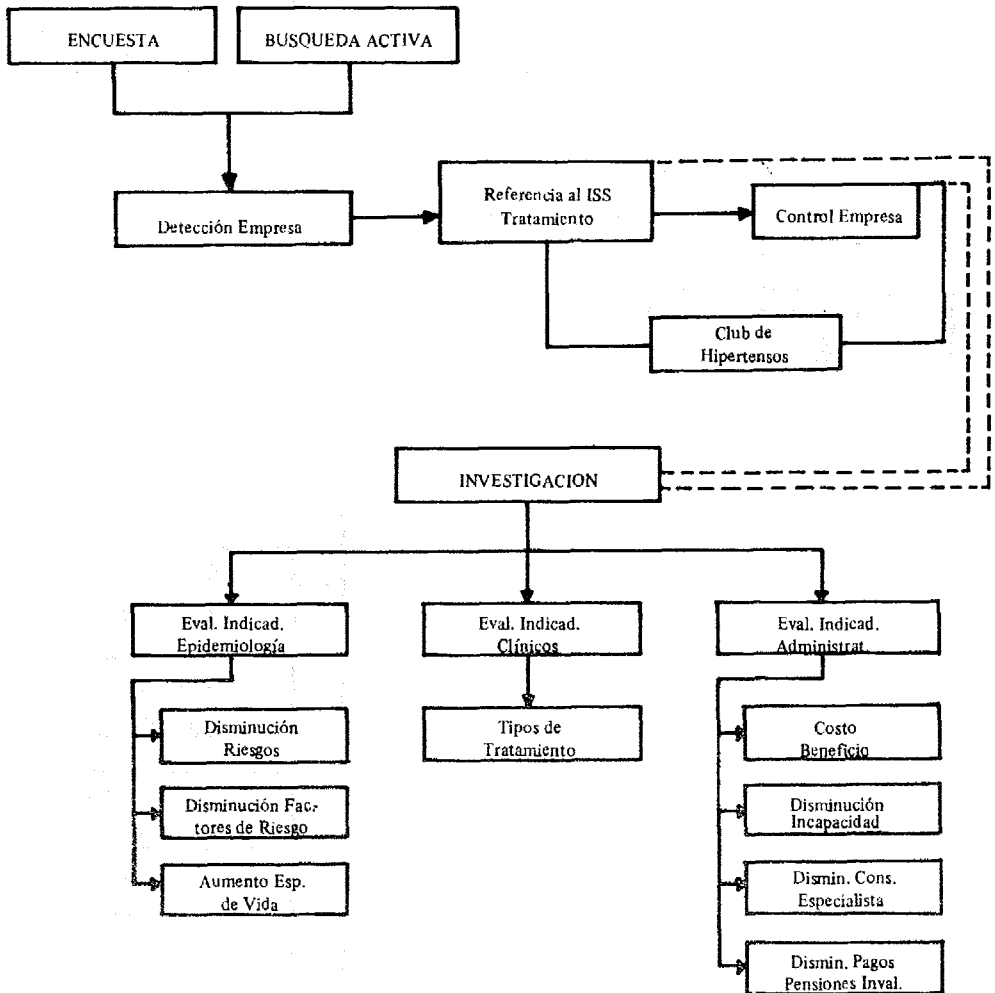 ENCUESTA
BUSQUEDA ACTIVA
Detección Empresa
Referencia al ISS
Tratamiento
Control Empresa
Club de
Hipertensos
INVESTIGACION
Eval. Indicad.
Epidemiología
Eval. Indicad.
Clínicos
Eval. Indicad.
Administrat.
Disminución
Riesgos
Disminución Fac-
tores de Riesgo
Aumento Esp.
de Vida
Tipos de
Tratamiento
Costo
Beneficio
Disminución
Incapacidad
Dismin. Cons.
Especialista
Dismin. Pagos
Pensiones Inval.